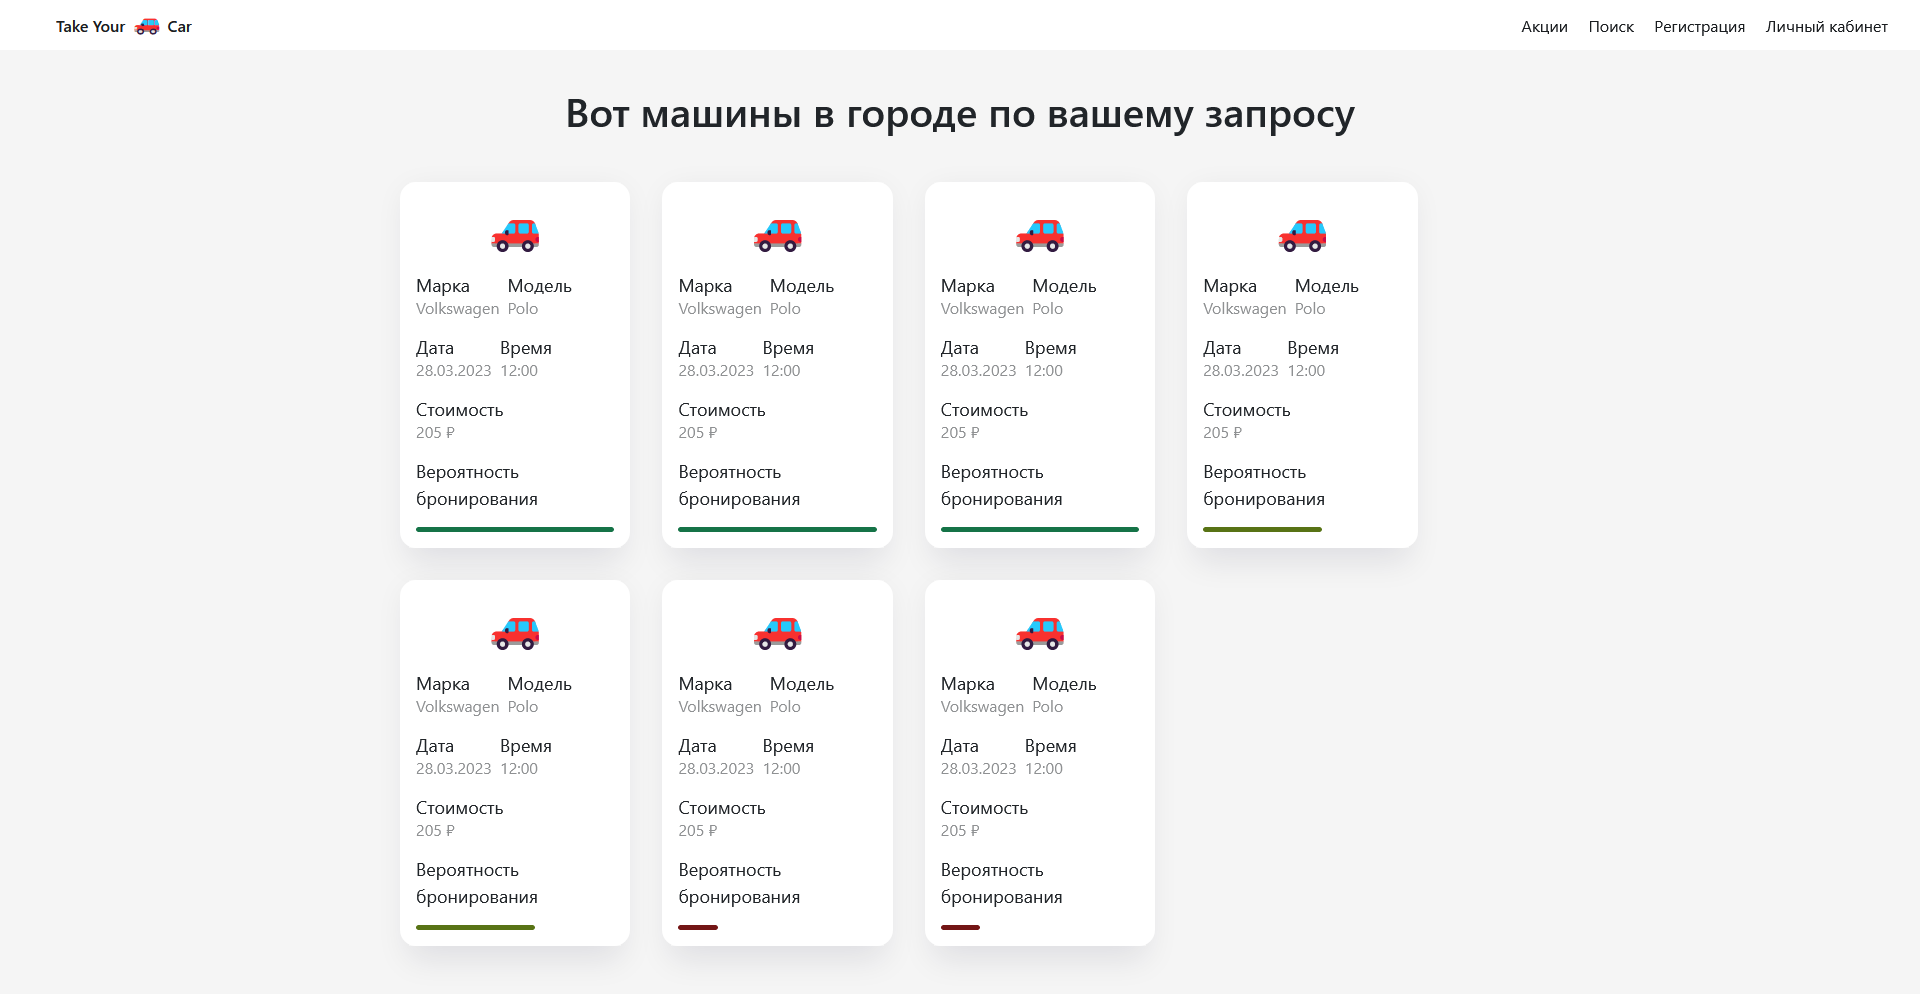 Take Your Car Акции Поиск Регистрация Личный кабинет
Вот машины в городе по вашему запросу
Марка Модель
Volkswagen Polo
Дата Время
28.03.2023 12:00
Стоимость
205 ₽
Вероятность
бронирования
Марка Модель
Volkswagen Polo
Дата Время
28.03.2023 12:00
Стоимость
205 ₽
Вероятность
бронирования
Марка Модель
Volkswagen Polo
Дата Время
28.03.2023 12:00
Стоимость
205 ₽
Вероятность
бронирования
Марка Модель
Volkswagen Polo
Дата Время
28.03.2023 12:00
Стоимость
205 ₽
Вероятность
бронирования
Марка Модель
Volkswagen Polo
Дата Время
28.03.2023 12:00
Стоимость
205 ₽
Вероятность
бронирования
Марка Модель
Volkswagen Polo
Дата Время
28.03.2023 12:00
Стоимость
205 ₽
Вероятность
бронирования
Марка Модель
Volkswagen Polo
Дата Время
28.03.2023 12:00
Стоимость
205 ₽
Вероятность
бронирования